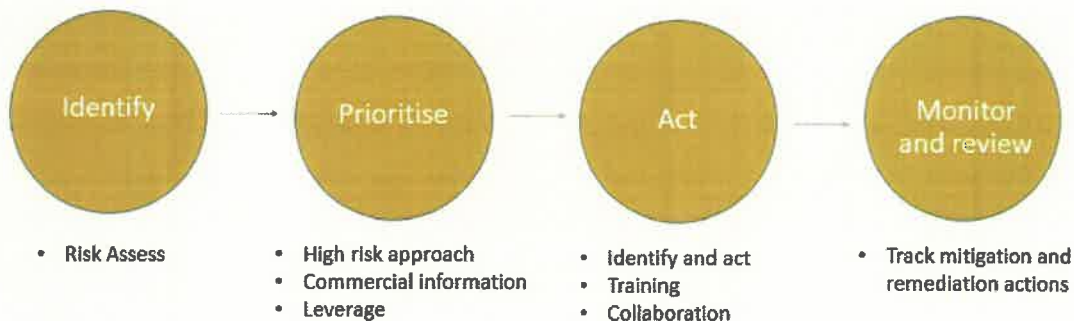 Identify
Prioritise
Act
Monitor
and review
• Risk Assess
• High risk approach
• Commercial information
• Leverage
• Identify and act
• Training
• Collaboration
• Track mitigation and
remediation actions